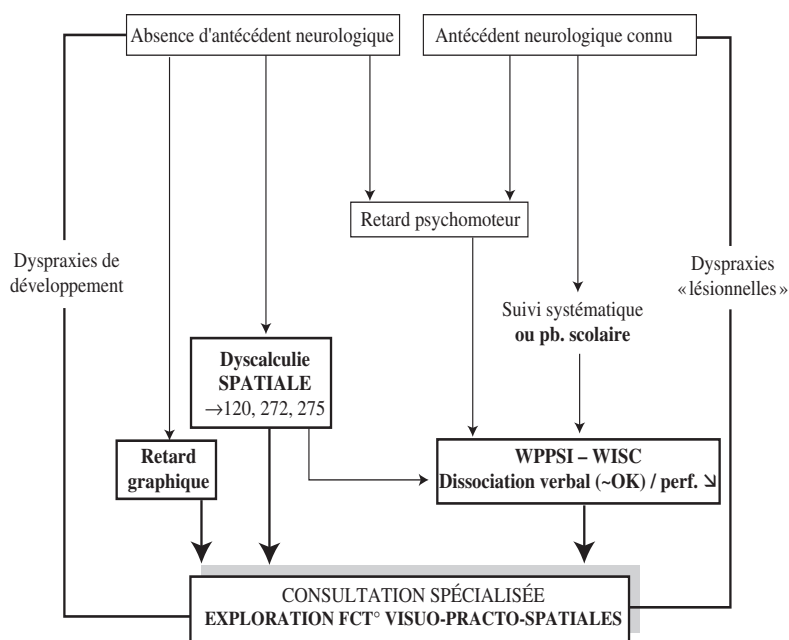 Absence d'antécédent neurologique
Antécédent neurologique connu
Retard psychomoteur
Dyspraxies de
développement
Dyspraxies
«lésionnelles»
Suivi systématique
ou pb. scolaire
Dyscalculie
SPATIALE
→120, 272, 275
Retard
graphique
WPPSI – WISC
Dissociation verbal (~OK) / perf. ↘
CONSULTATION SPÉCIALISÉE
EXPLORATION FCT° VISUO-PRACTO-SPATIALES